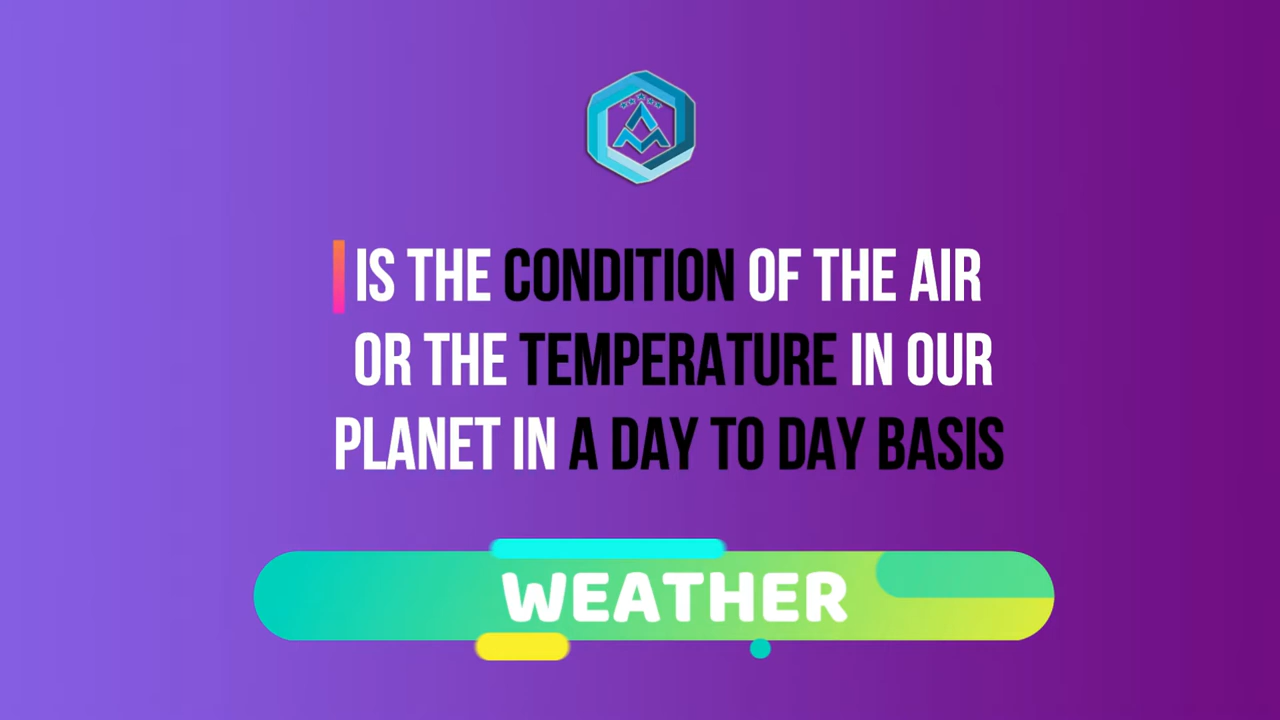 IS THE CONDITION OF THE AIR
OR THE TEMPERATURE IN OUR
PLANET IN A DAY TO DAY BASIS
WEATHER